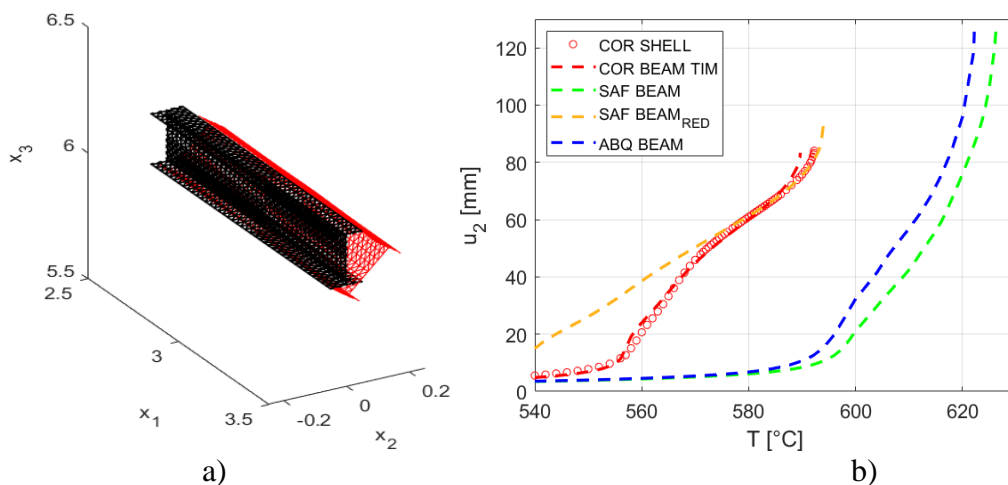 6.5
6
5.5
2.5
3
3.5
-0.2
0
0.2
x3
x1
x2
a)
COR SHELL
COR BEAM TIM
SAF BEAM
SAF BEAMRED
ABQ BEAM
120
100
80
60
40
20
0
u2 [mm]
540
560
580
600
620
T [°C]
b)